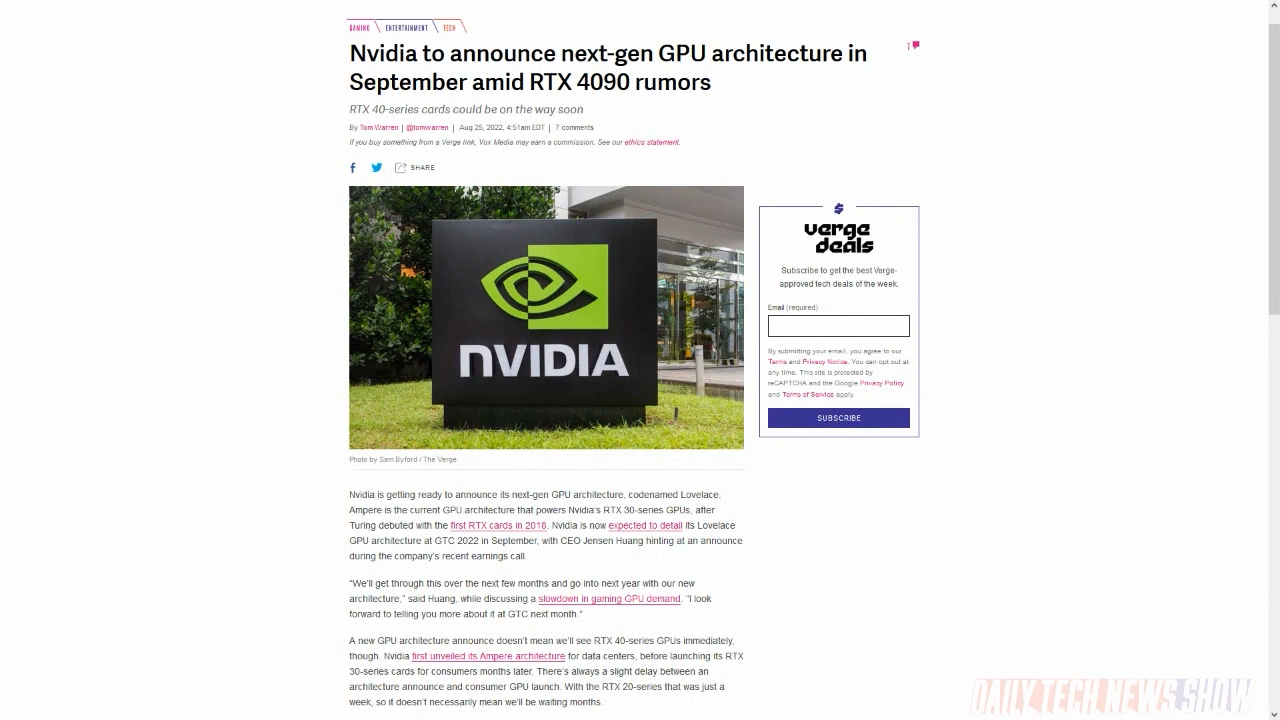 GAMING
ENTERTAINMENT
TECH
Nvidia to announce next-gen GPU architecture in
September amid RTX 4090 rumors
7
RTX 40-series cards could be on the way soon
By Tom Warren | @tomwarren | Aug 25, 2022, 4:51am EDT | 7 comments
If you buy something from a Verge link, Vox Media may earn a commission. See our ethics statement.
SHARE
NVIDIA
Photo by Sam Byford / The Verge
verge
deals
Subscribe to get the best Verge-
approved tech deals of the week.
Email (required)
By submitting your email, you agree to our
Terms and Privacy Notice. You can opt out at
any time. This site is protected by
reCAPTCHA and the Google Privacy Policy
and Terms of Service apply.
SUBSCRIBE
Nvidia is getting ready to announce its next-gen GPU architecture, codenamed Lovelace.
Ampere is the current GPU architecture that powers Nvidia's RTX 30-series GPUs, after
Turing debuted with the first RTX cards in 2018. Nvidia is now expected to detail its Lovelace
GPU architecture at GTC 2022 in September, with CEO Jensen Huang hinting at an announce
during the company's recent earnings call.
"We'll get through this over the next few months and go into next year with our new
architecture," said Huang, while discussing a slowdown in gaming GPU demand. "I look
forward to telling you more about it at GTC next month."
A new GPU architecture announce doesn't mean we'll see RTX 40-series GPUs immediately,
though. Nvidia first unveiled its Ampere architecture for data centers, before launching its RTX
30-series cards for consumers months later. There's always a slight delay between an
architecture announce and consumer GPU launch. With the RTX 20-series that was just a
week, so it doesn't necessarily mean we'll be waiting months.
DAILY TECH NEWS SHOW